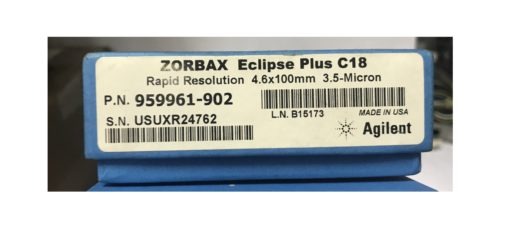 ZORBAX Eclipse Plus C18
Rapid Resolution 4.6x100mm 3.5-Micron
P.N. 959961-902
L.N. B15173
MADE IN USA
S.N. USUXR24762
Agilent